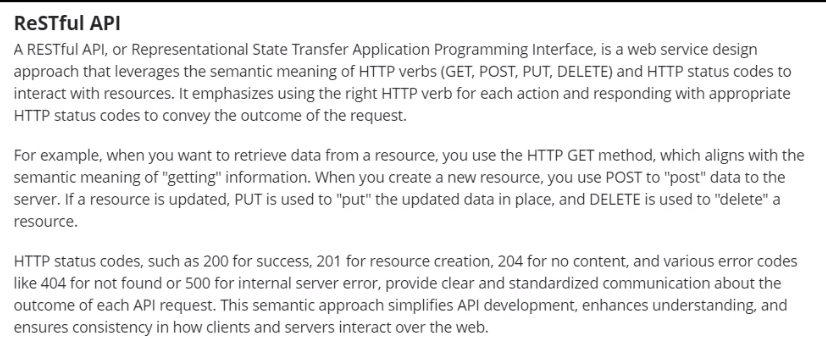 ReSTful API
A RESTful API, or Representational State Transfer Application Programming Interface, is a web service design
approach that leverages the semantic meaning of HTTP verbs (GET, POST, PUT, DELETE) and HTTP status codes to
interact with resources. It emphasizes using the right HTTP verb for each action and responding with appropriate
HTTP status codes to convey the outcome of the request.
For example, when you want to retrieve data from a resource, you use the HTTP GET method, which aligns with the
semantic meaning of "getting" information. When you create a new resource, you use POST to "post" data to the
server. If a resource is updated, PUT is used to "put" the updated data in place, and DELETE is used to "delete" a
resource.
HTTP status codes, such as 200 for success, 201 for resource creation, 204 for no content, and various error codes
like 404 for not found or 500 for internal server error, provide clear and standardized communication about the
outcome of each API request. This semantic approach simplifies API development, enhances understanding, and
ensures consistency in how clients and servers interact over the web.